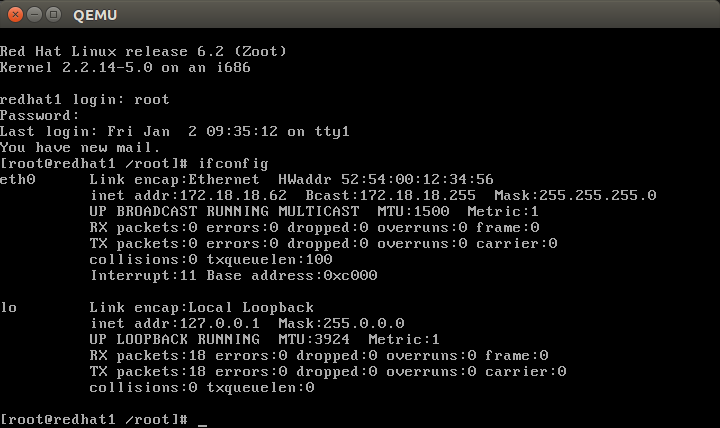 QEMU
Red Hat Linux release 6.2 (Zoot)
Kernel 2.2.14-5.0 on an i686
redhat1 login: root
Password:
Last login: Fri Jan  2 09:35:12 on tty1
You have new mail.
[root@redhat1 /root]# ifconfig
eth0      Link encap:Ethernet  HWaddr 52:54:00:12:34:56
          inet addr:172.18.18.62  Bcast:172.18.18.255  Mask:255.255.255.0
          UP BROADCAST RUNNING MULTICAST  MTU:1500  Metric:1
          RX packets:0 errors:0 dropped:0 overruns:0 frame:0
          TX packets:0 errors:0 dropped:0 overruns:0 carrier:0
          collisions:0 txqueuelen:100
          Interrupt:11 Base address:0xc000
lo        Link encap:Local Loopback
          inet addr:127.0.0.1  Mask:255.0.0.0
          UP LOOPBACK RUNNING  MTU:3924  Metric:1
          RX packets:18 errors:0 dropped:0 overruns:0 frame:0
          TX packets:18 errors:0 dropped:0 overruns:0 carrier:0
          collisions:0 txqueuelen:0
[root@redhat1 /root]# _